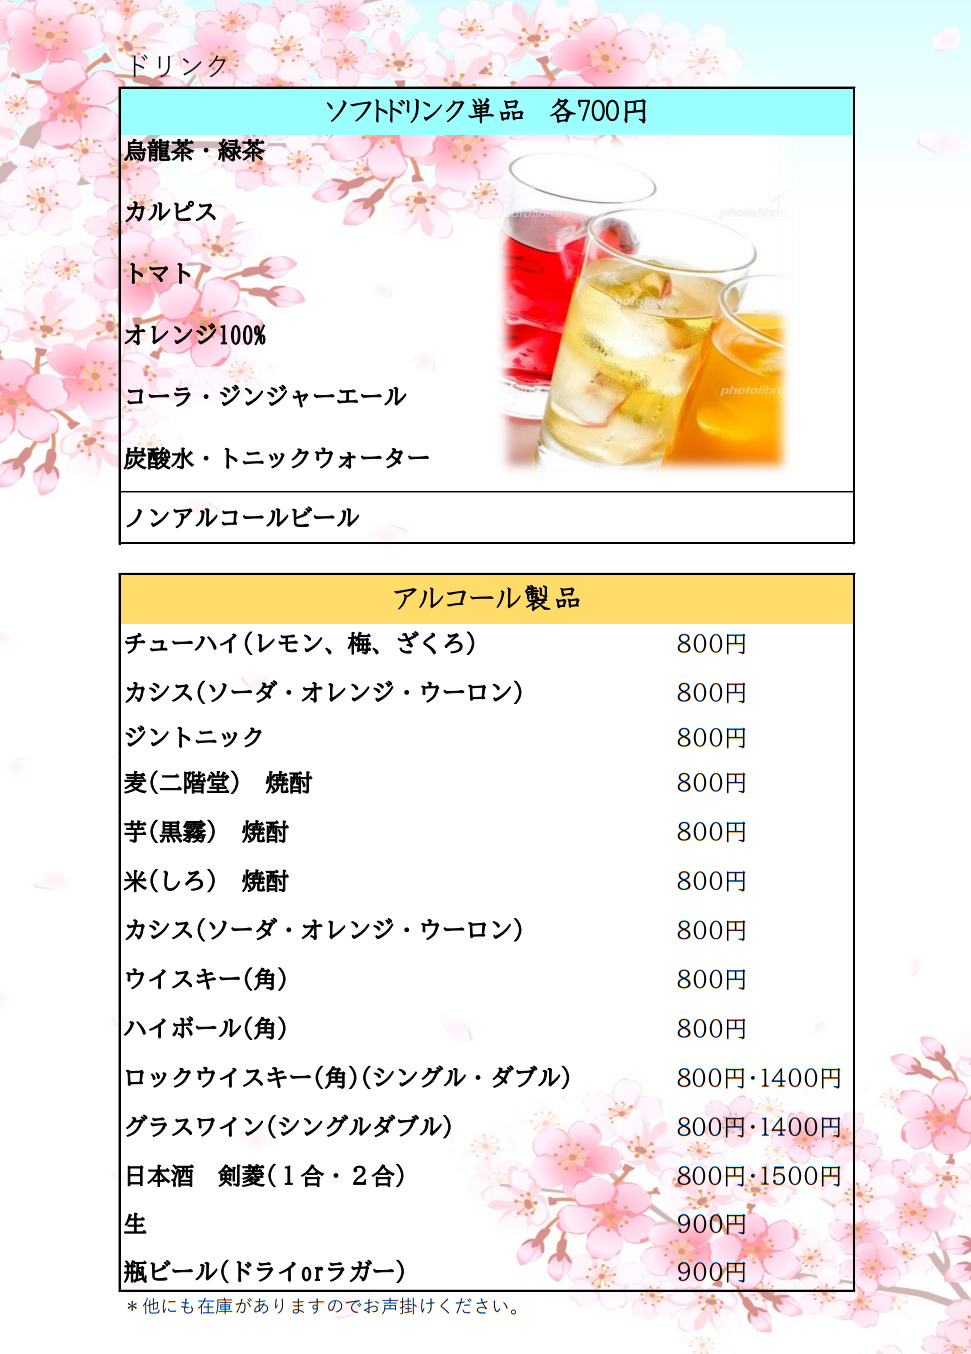 ドリンク
ソフトドリンク単品　各700円
烏龍茶・緑茶
カルピス
トマト
オレンジ100%
コーラ・ジンジャーエール
炭酸水・トニックウォーター
ノンアルコールビール
photolibrary
アルコール製品
チューハイ(レモン、梅、ざくろ)　800円
カシス(ソーダ・オレンジ・ウーロン)　800円
ジントニック　800円
麦(二階堂)　焼酎　800円
芋(黒霧)　焼酎　800円
米(しろ)　焼酎　800円
カシス(ソーダ・オレンジ・ウーロン)　800円
ウイスキー(角)　800円
ハイボール(角)　800円
ロックウイスキー(角)(シングル・ダブル)　800円・1400円
グラスワイン(シングルダブル)　800円・1400円
日本酒　剣菱(１合・２合)　800円・1500円
生　900円
瓶ビール(ドライorラガー)　900円
＊他にも在庫がありますのでお声掛けください。